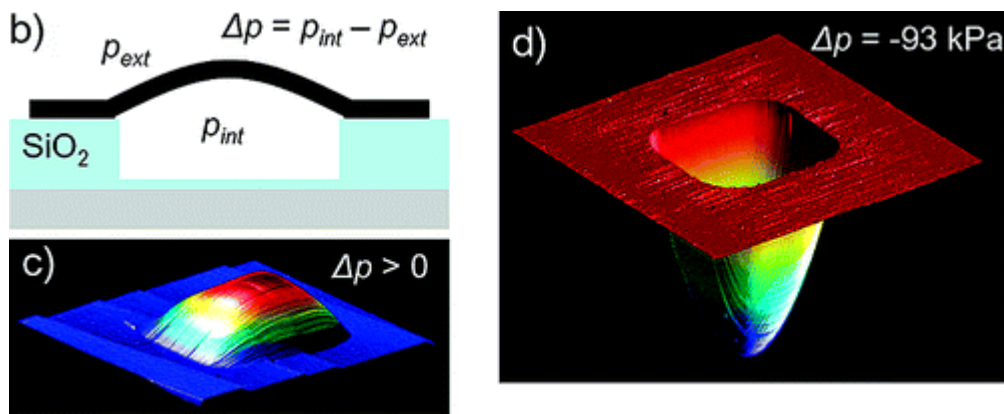 b)
Δp = p_int – p_ext
p_ext
p_int
SiO₂
c)
Δp > 0
d)
Δp = -93 kPa